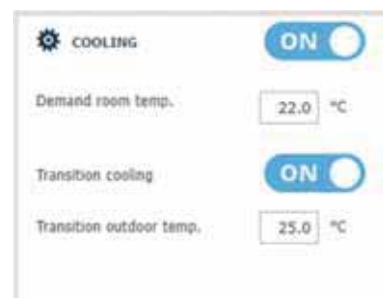 COOLING ON
Demand room temp. 22.0 °C
Transition cooling ON
Transition outdoor temp. 25.0 °C